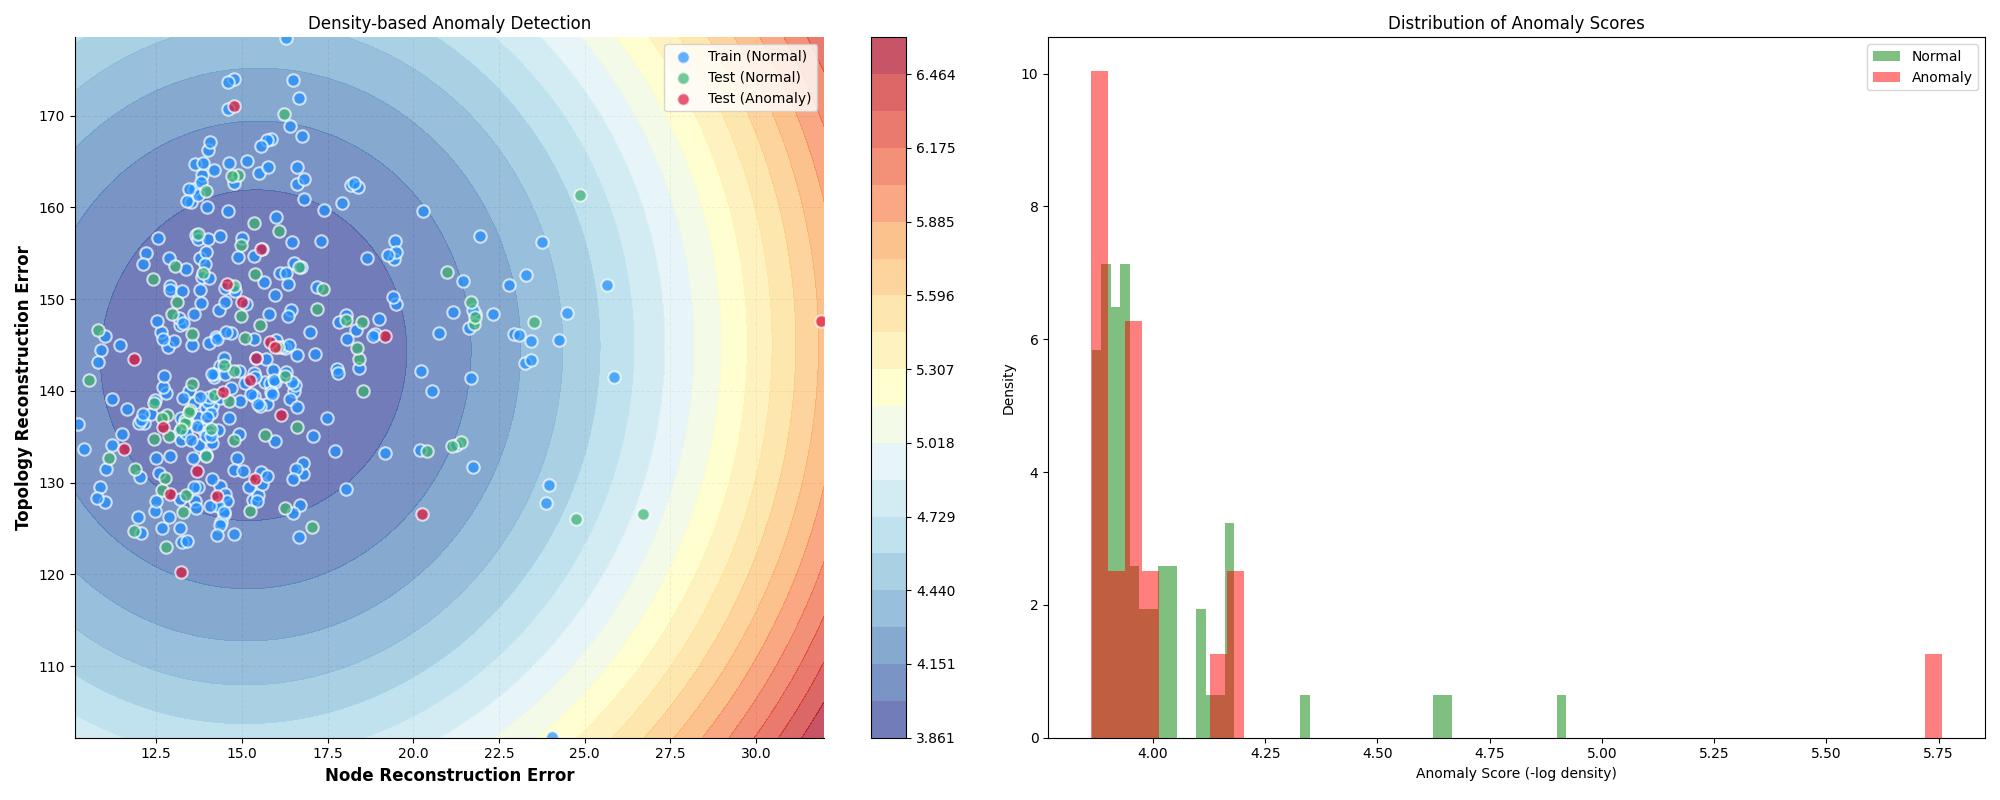 Density-based Anomaly Detection
Train (Normal)
Test (Normal)
Test (Anomaly)
Topology Reconstruction Error
170
160
150
140
130
120
110
12.5 15.0 17.5 20.0 22.5 25.0 27.5 30.0
Node Reconstruction Error
6.464
6.175
5.885
5.596
5.307
5.018
4.729
4.440
4.151
3.861
Distribution of Anomaly Scores
Normal
Anomaly
Density
10
8
6
4
2
0
4.00 4.25 4.50 4.75 5.00 5.25 5.50 5.75
Anomaly Score (-log density)